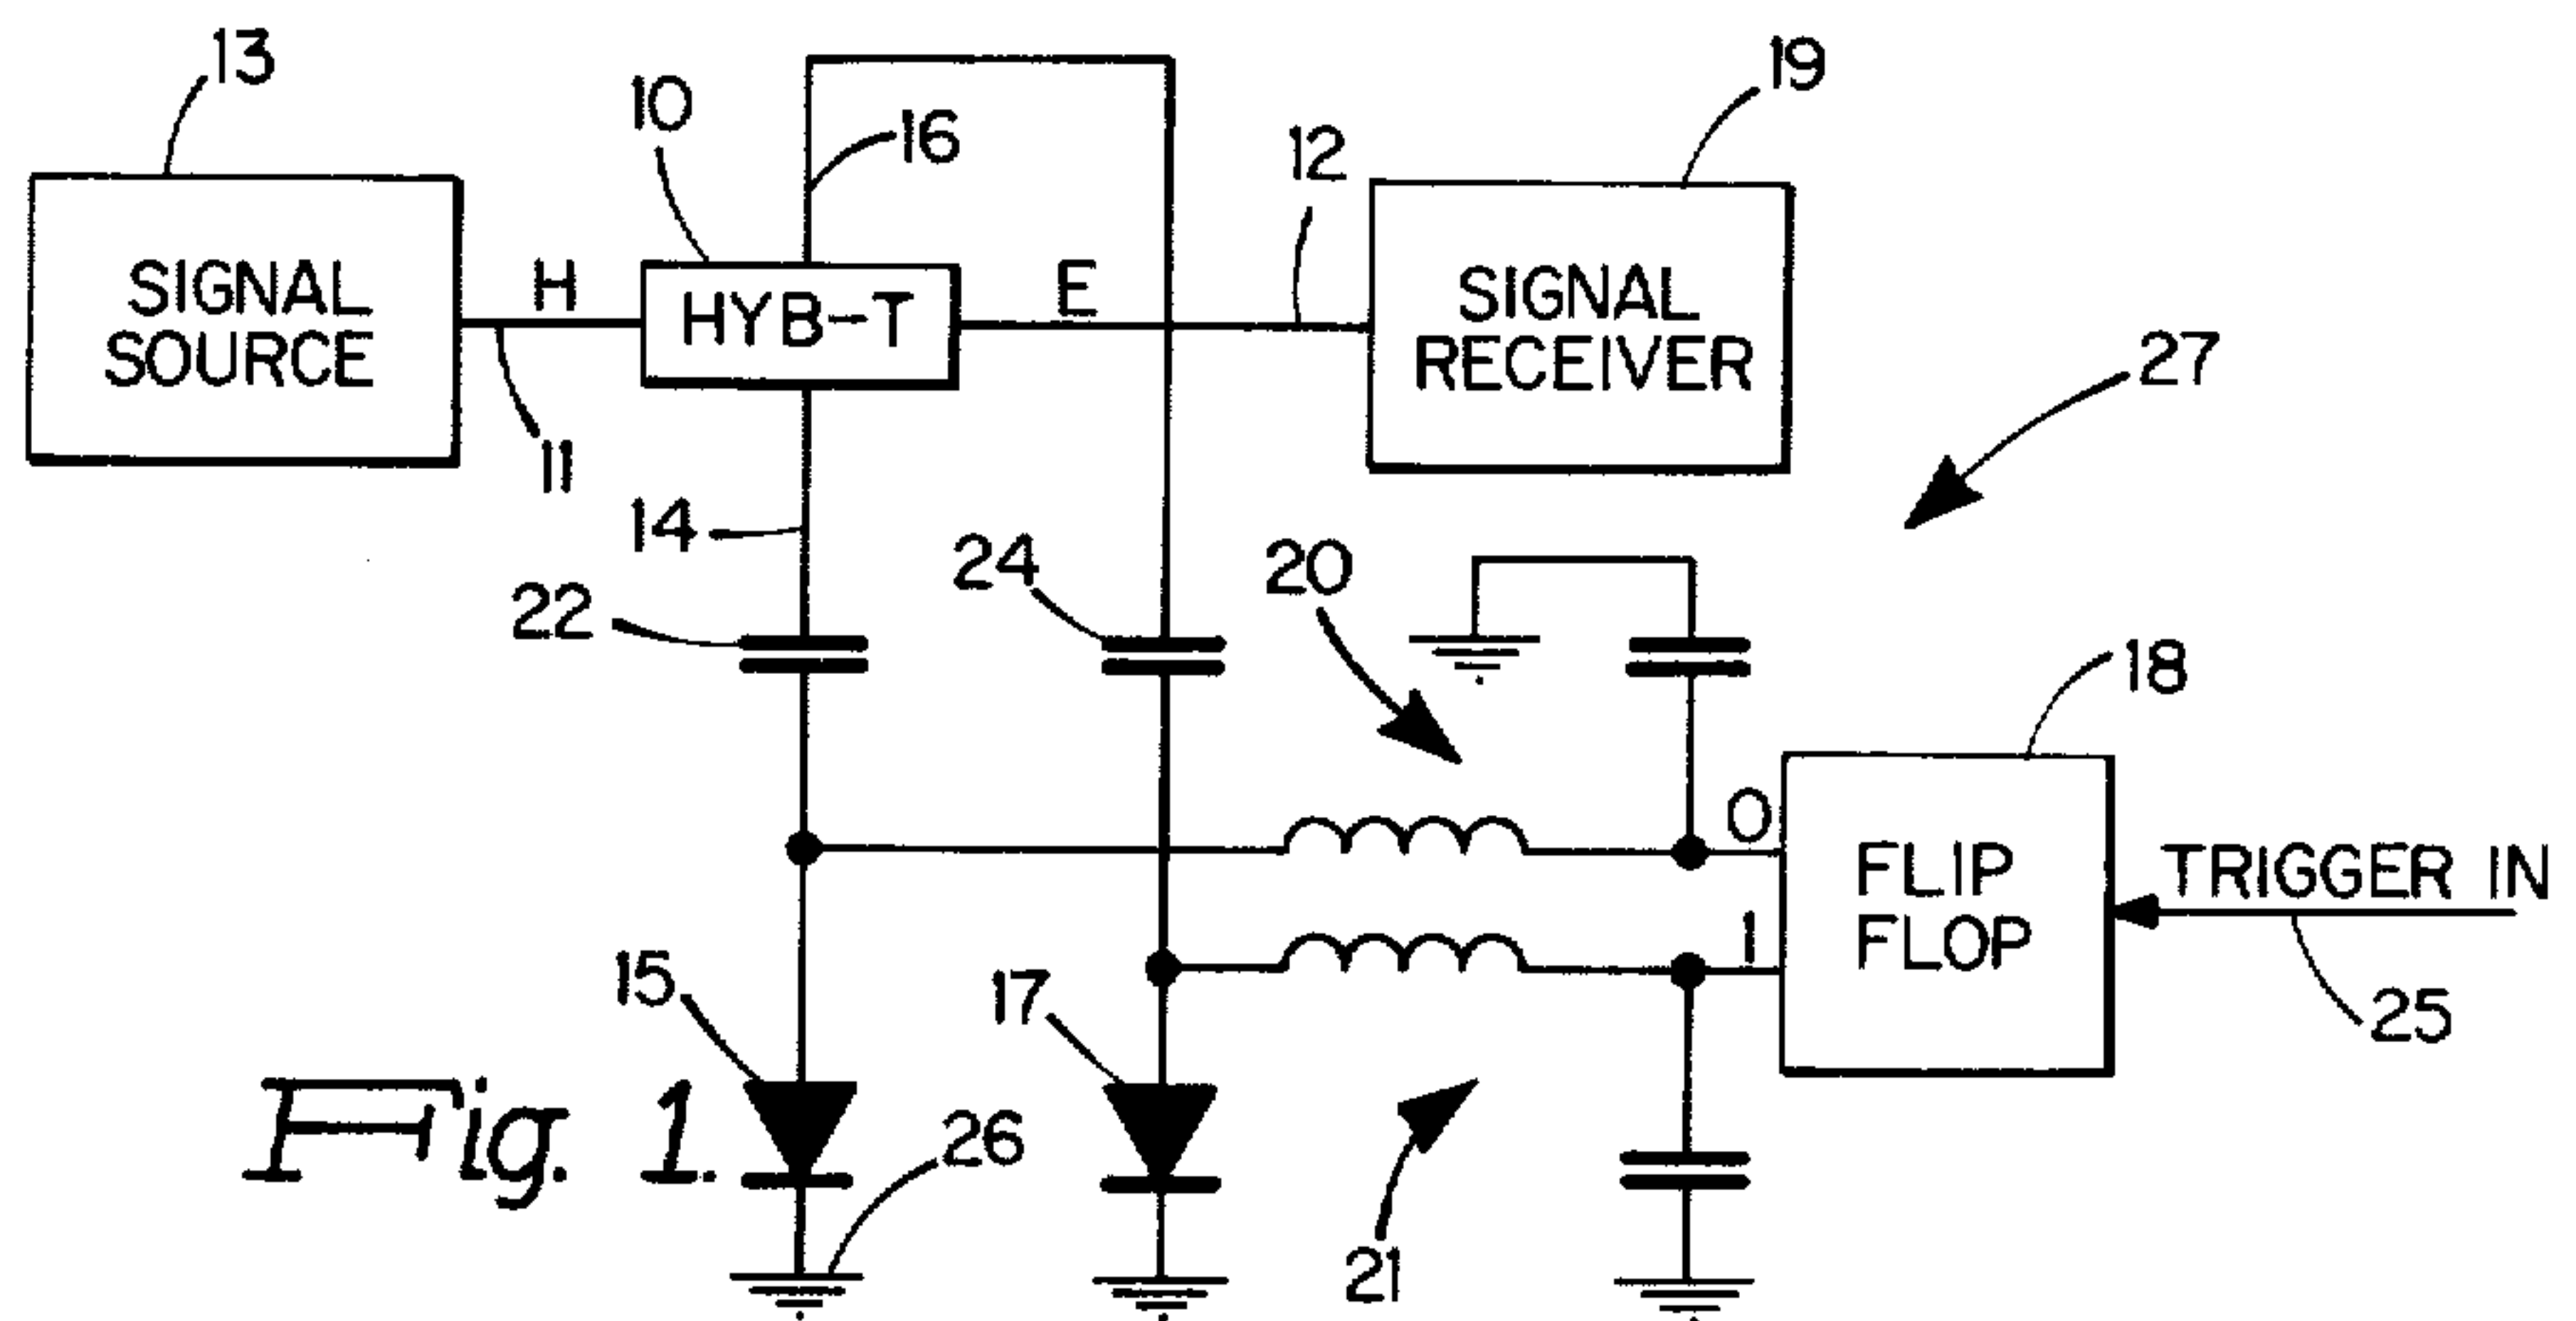 13
10
16
12
19
SIGNAL
SOURCE
H
HYB-T
E
SIGNAL
RECEIVER
27
11
14
22
24
20
18
0
FLIP
FLOP
TRIGGER IN
1
15
17
25
26
21
Fig. 1.